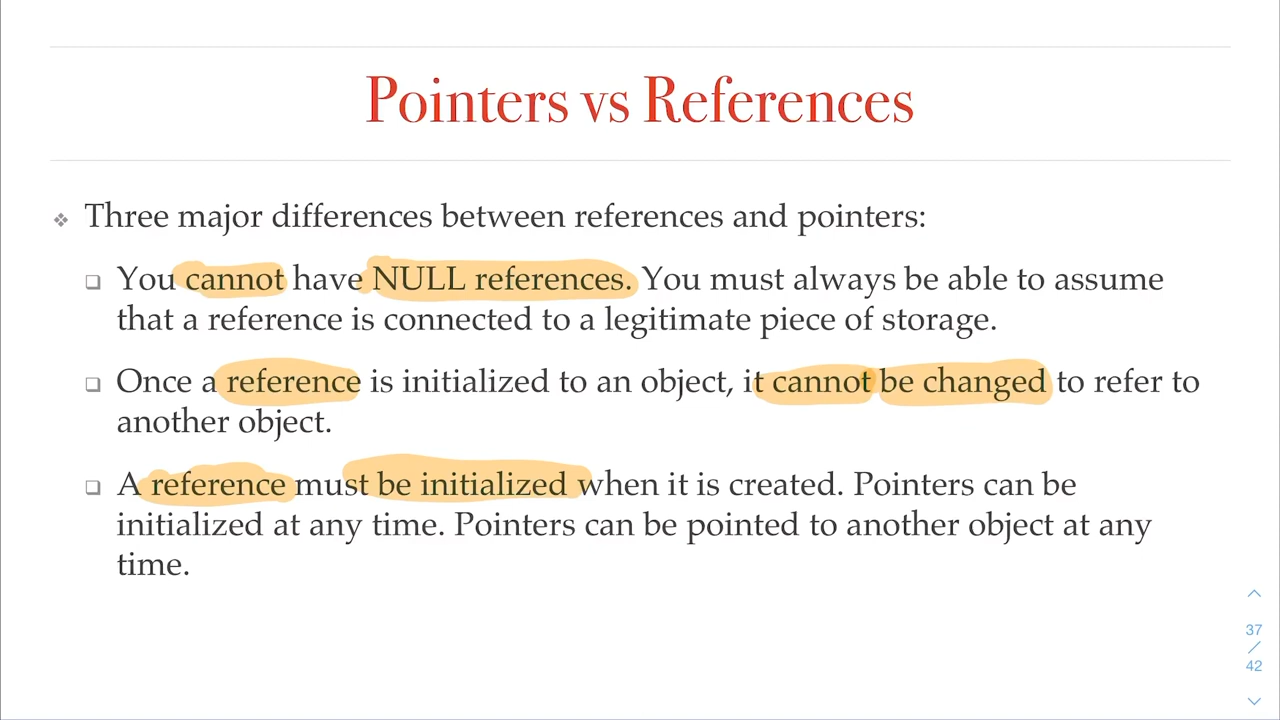 Pointers vs References
Three major differences between references and pointers:
You cannot have NULL references. You must always be able to assume
that a reference is connected to a legitimate piece of storage.
Once a reference is initialized to an object, it cannot be changed to refer to
another object.
A reference must be initialized when it is created. Pointers can be
initialized at any time. Pointers can be pointed to another object at any
time.
37
/
42